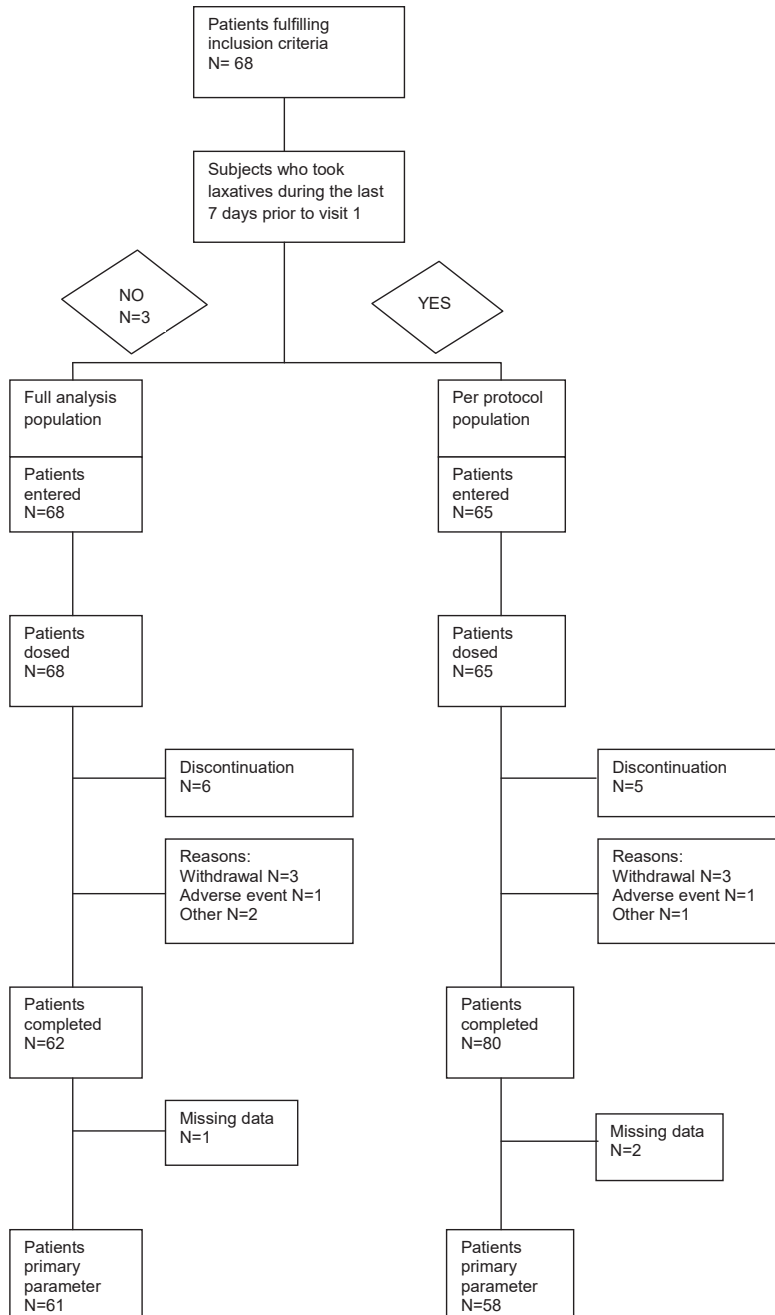 Patients fulfilling
inclusion criteria
N= 68
Subjects who took
laxatives during the last
7 days prior to visit 1
NO
N=3
YES
Full analysis
population
Patients
entered
N=68
Patients
dosed
N=68
Discontinuation
N=6
Reasons:
Withdrawal N=3
Adverse event N=1
Other N=2
Patients
completed
N=62
Missing data
N=1
Patients
primary
parameter
N=61
Per protocol
population
Patients
entered
N=65
Patients
dosed
N=65
Discontinuation
N=5
Reasons:
Withdrawal N=3
Adverse event N=1
Other N=1
Patients
completed
N=80
Missing data
N=2
Patients
primary
parameter
N=58